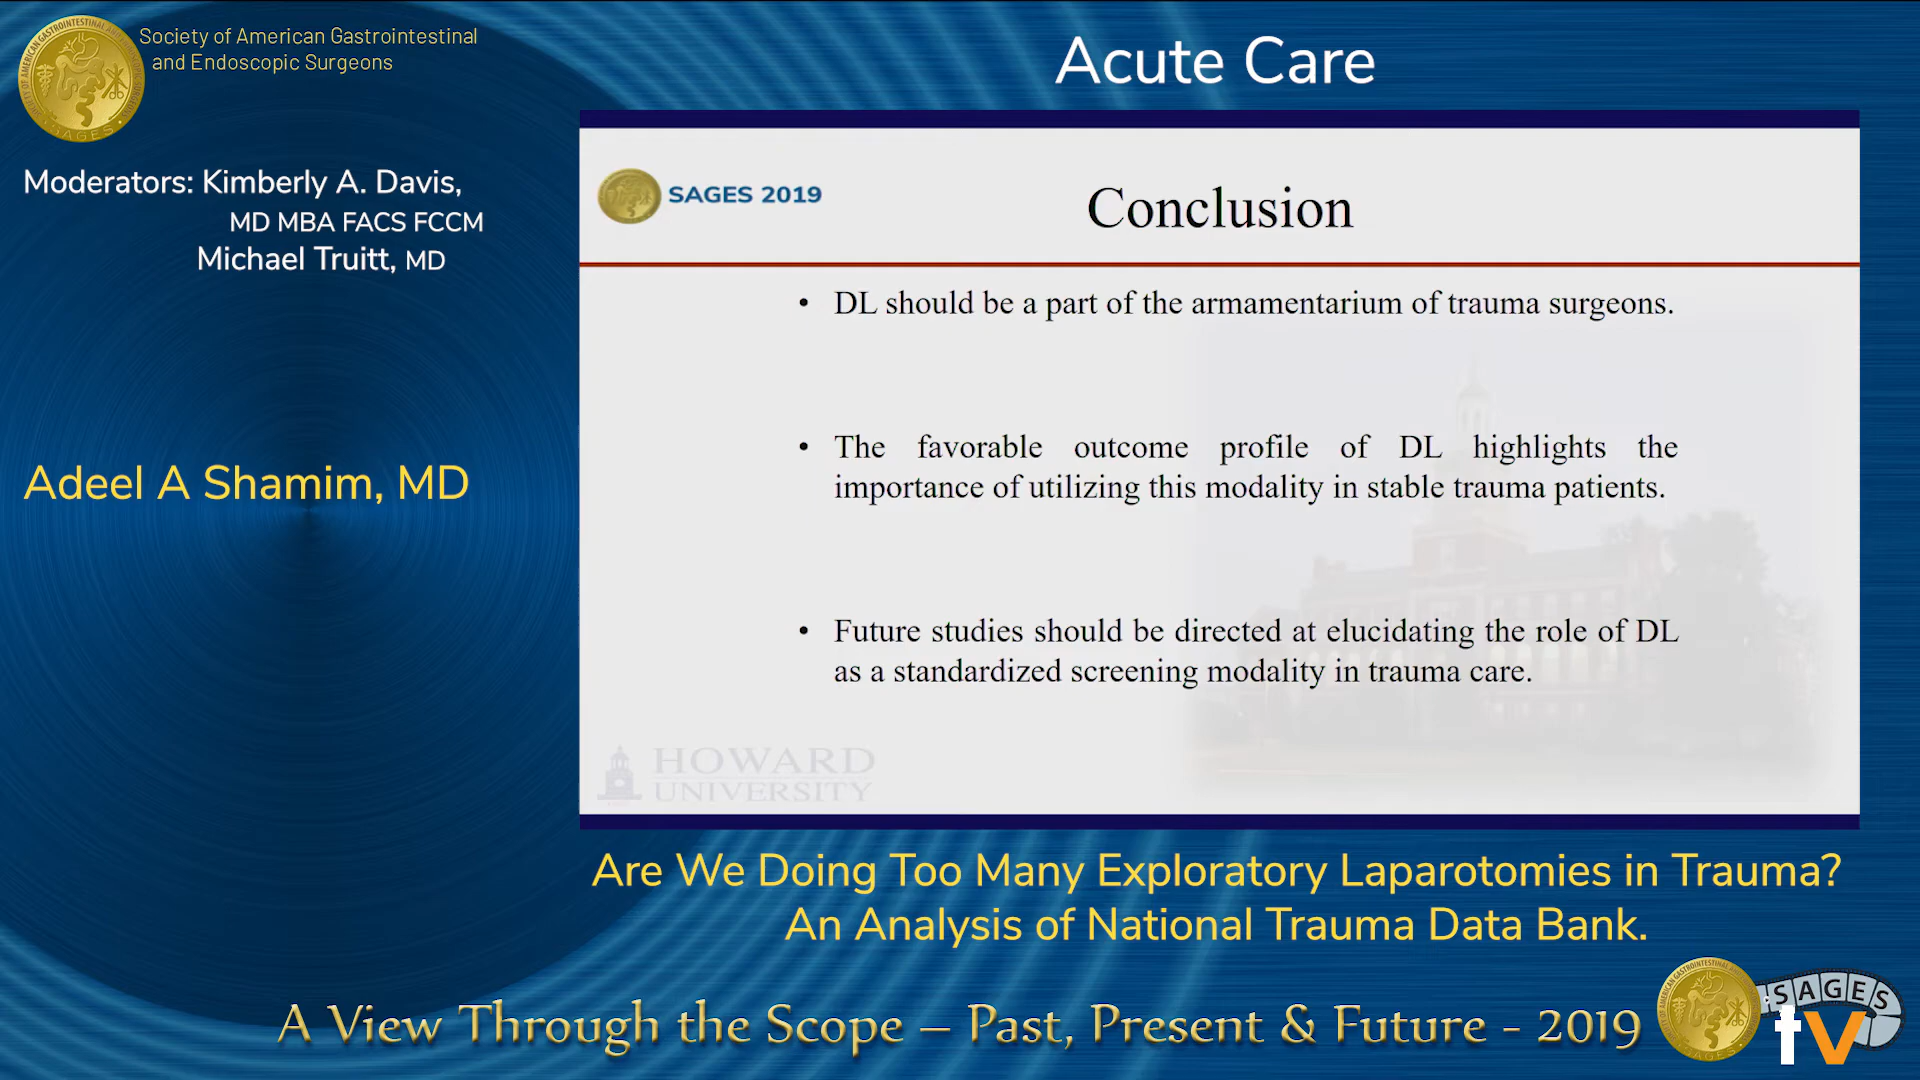 Society of American Gastrointestinal
and Endoscopic Surgeons
Acute Care
Moderators: Kimberly A. Davis,
MD MBA FACS FCCM
Michael Truitt, MD
Adeel A Shamim, MD
SAGES 2019
Conclusion
• DL should be a part of the armamentarium of trauma surgeons.
• The favorable outcome profile of DL highlights the
importance of utilizing this modality in stable trauma patients.
• Future studies should be directed at elucidating the role of DL
as a standardized screening modality in trauma care.
HOWARD
UNIVERSITY
Are We Doing Too Many Exploratory Laparotomies in Trauma?
An Analysis of National Trauma Data Bank.
A View Through the Scope – Past, Present & Future - 2019
SAGES
tv